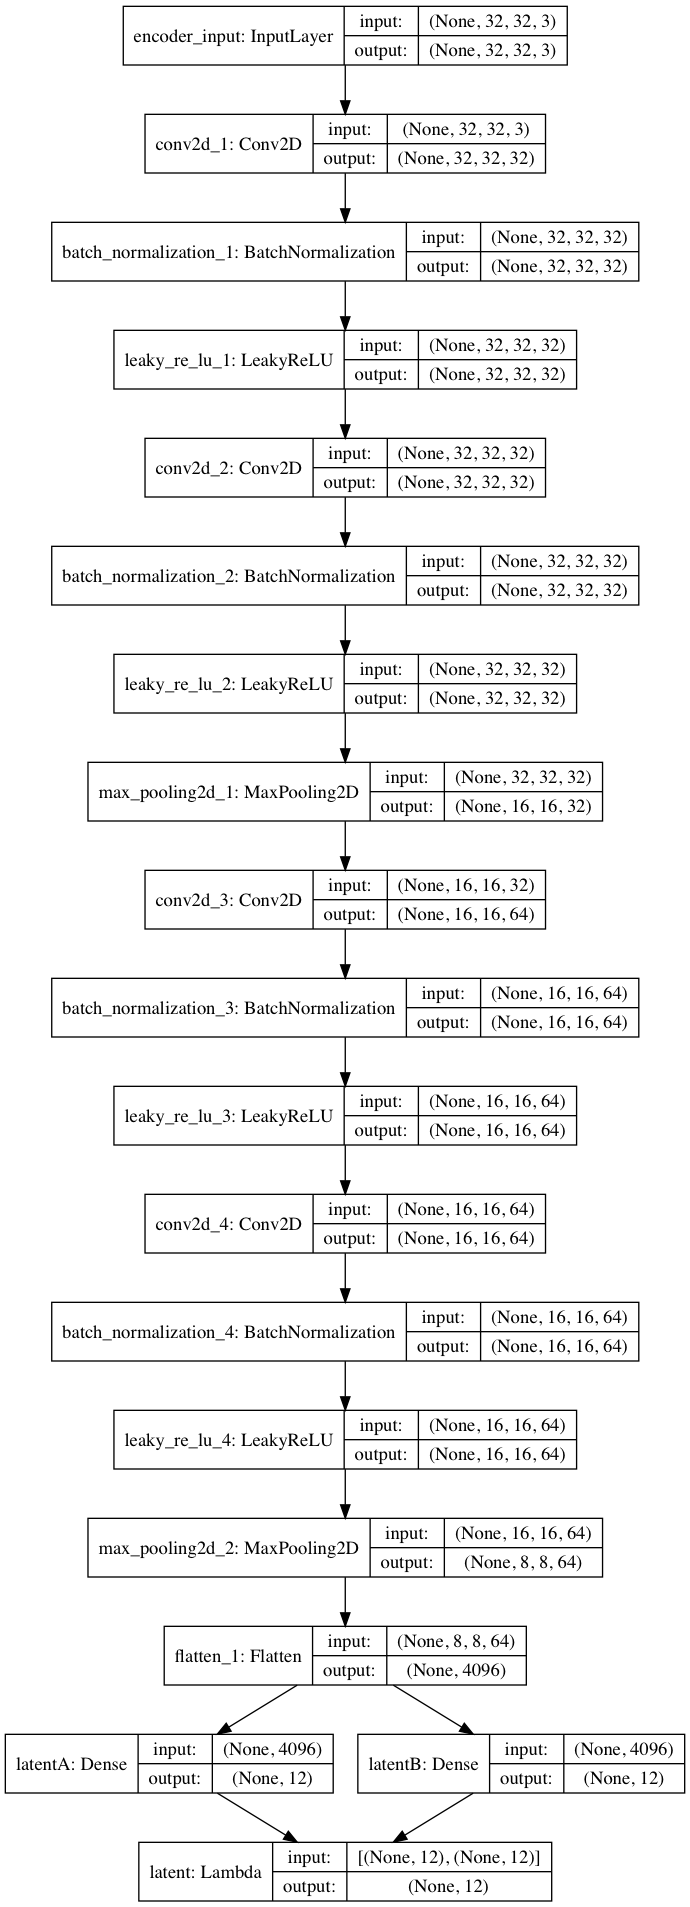 encoder_input: InputLayer
input: (None, 32, 32, 3)
output: (None, 32, 32, 3)
conv2d_1: Conv2D
input: (None, 32, 32, 3)
output: (None, 32, 32, 32)
batch_normalization_1: BatchNormalization
input: (None, 32, 32, 32)
output: (None, 32, 32, 32)
leaky_re_lu_1: LeakyReLU
input: (None, 32, 32, 32)
output: (None, 32, 32, 32)
conv2d_2: Conv2D
input: (None, 32, 32, 32)
output: (None, 32, 32, 32)
batch_normalization_2: BatchNormalization
input: (None, 32, 32, 32)
output: (None, 32, 32, 32)
leaky_re_lu_2: LeakyReLU
input: (None, 32, 32, 32)
output: (None, 32, 32, 32)
max_pooling2d_1: MaxPooling2D
input: (None, 32, 32, 32)
output: (None, 16, 16, 32)
conv2d_3: Conv2D
input: (None, 16, 16, 32)
output: (None, 16, 16, 64)
batch_normalization_3: BatchNormalization
input: (None, 16, 16, 64)
output: (None, 16, 16, 64)
leaky_re_lu_3: LeakyReLU
input: (None, 16, 16, 64)
output: (None, 16, 16, 64)
conv2d_4: Conv2D
input: (None, 16, 16, 64)
output: (None, 16, 16, 64)
batch_normalization_4: BatchNormalization
input: (None, 16, 16, 64)
output: (None, 16, 16, 64)
leaky_re_lu_4: LeakyReLU
input: (None, 16, 16, 64)
output: (None, 16, 16, 64)
max_pooling2d_2: MaxPooling2D
input: (None, 16, 16, 64)
output: (None, 8, 8, 64)
flatten_1: Flatten
input: (None, 8, 8, 64)
output: (None, 4096)
latentA: Dense
input: (None, 4096)
output: (None, 12)
latentB: Dense
input: (None, 4096)
output: (None, 12)
latent: Lambda
input: [(None, 12), (None, 12)]
output: (None, 12)